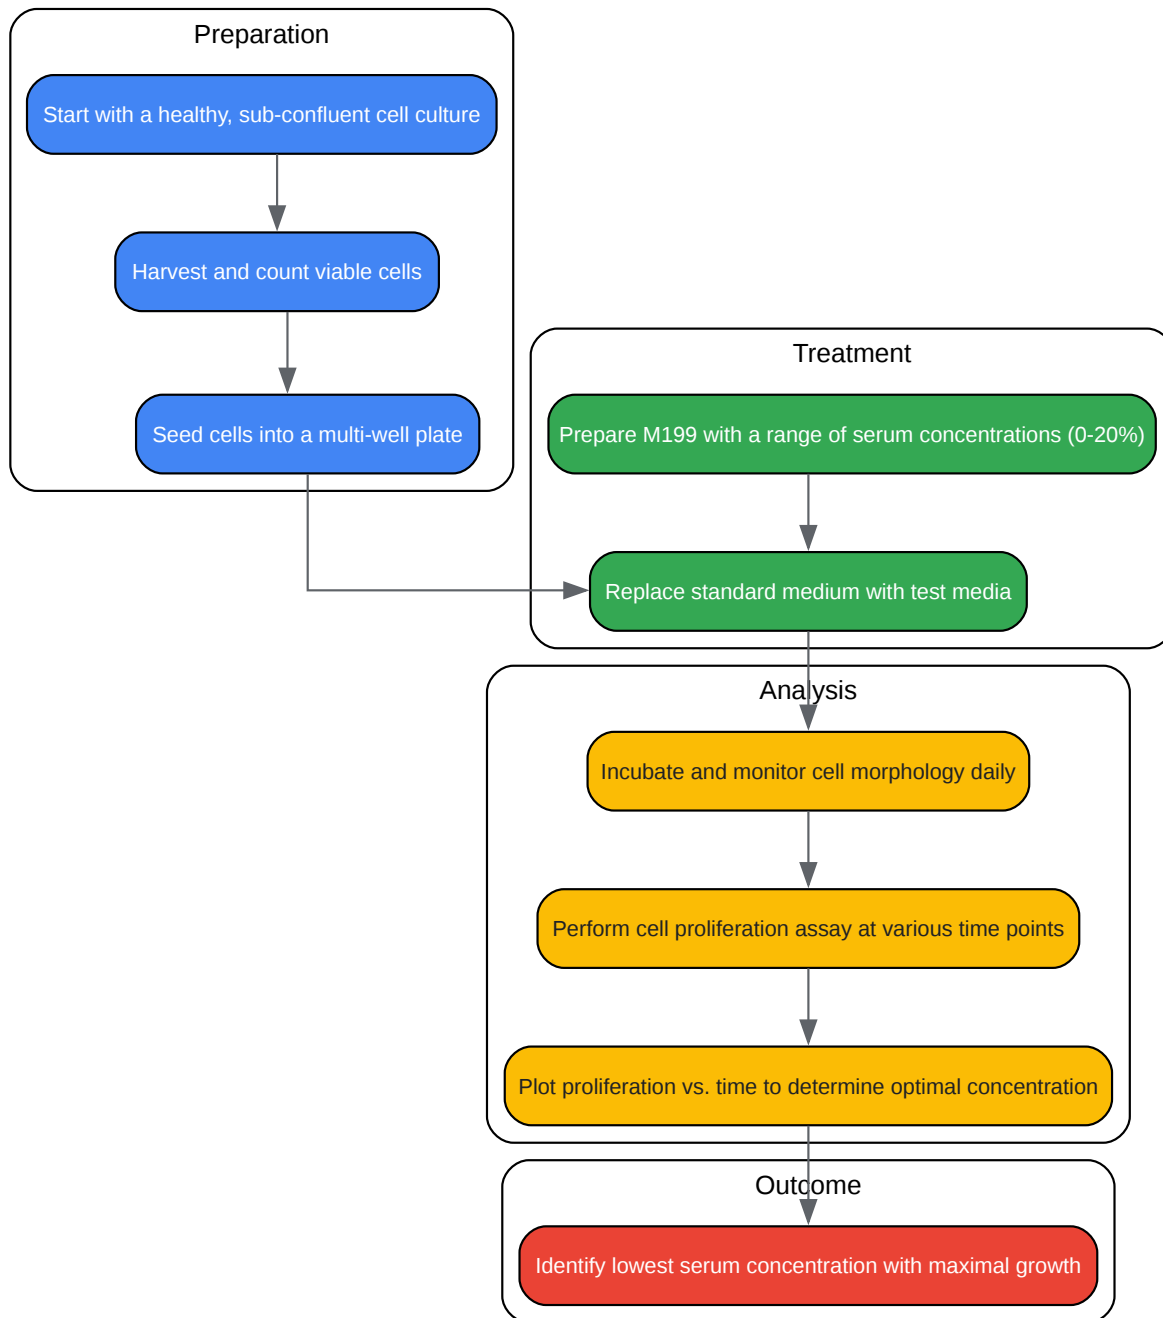 Preparation
Start with a healthy, sub-confluent cell culture
Harvest and count viable cells
Seed cells into a multi-well plate
Treatment
Prepare M199 with a range of serum concentrations (0-20%)
Replace standard medium with test media
Analysis
Incubate and monitor cell morphology daily
Perform cell proliferation assay at various time points
Plot proliferation vs. time to determine optimal concentration
Outcome
Identify lowest serum concentration with maximal growth